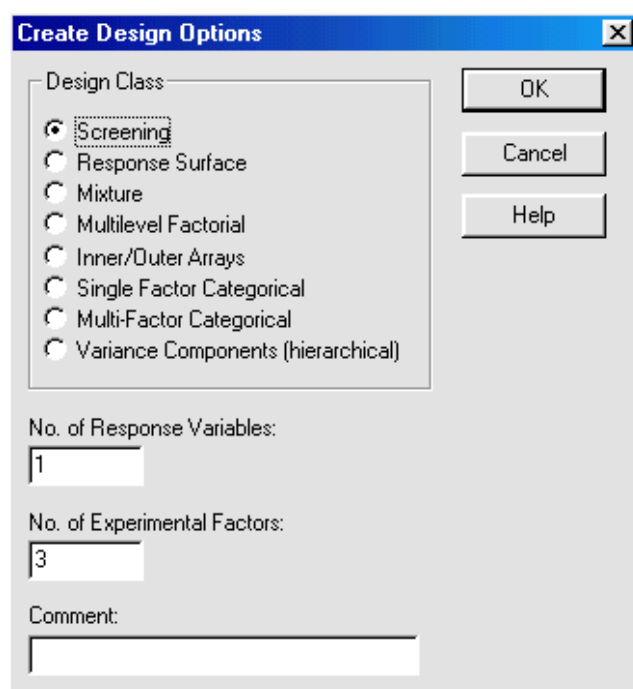 Create Design Options
Design Class
Screening
Response Surface
Mixture
Multilevel Factorial
Inner/Outer Arrays
Single Factor Categorical
Multi-Factor Categorical
Variance Components (hierarchical)
OK
Cancel
Help
No. of Response Variables:
1
No. of Experimental Factors:
3
Comment: